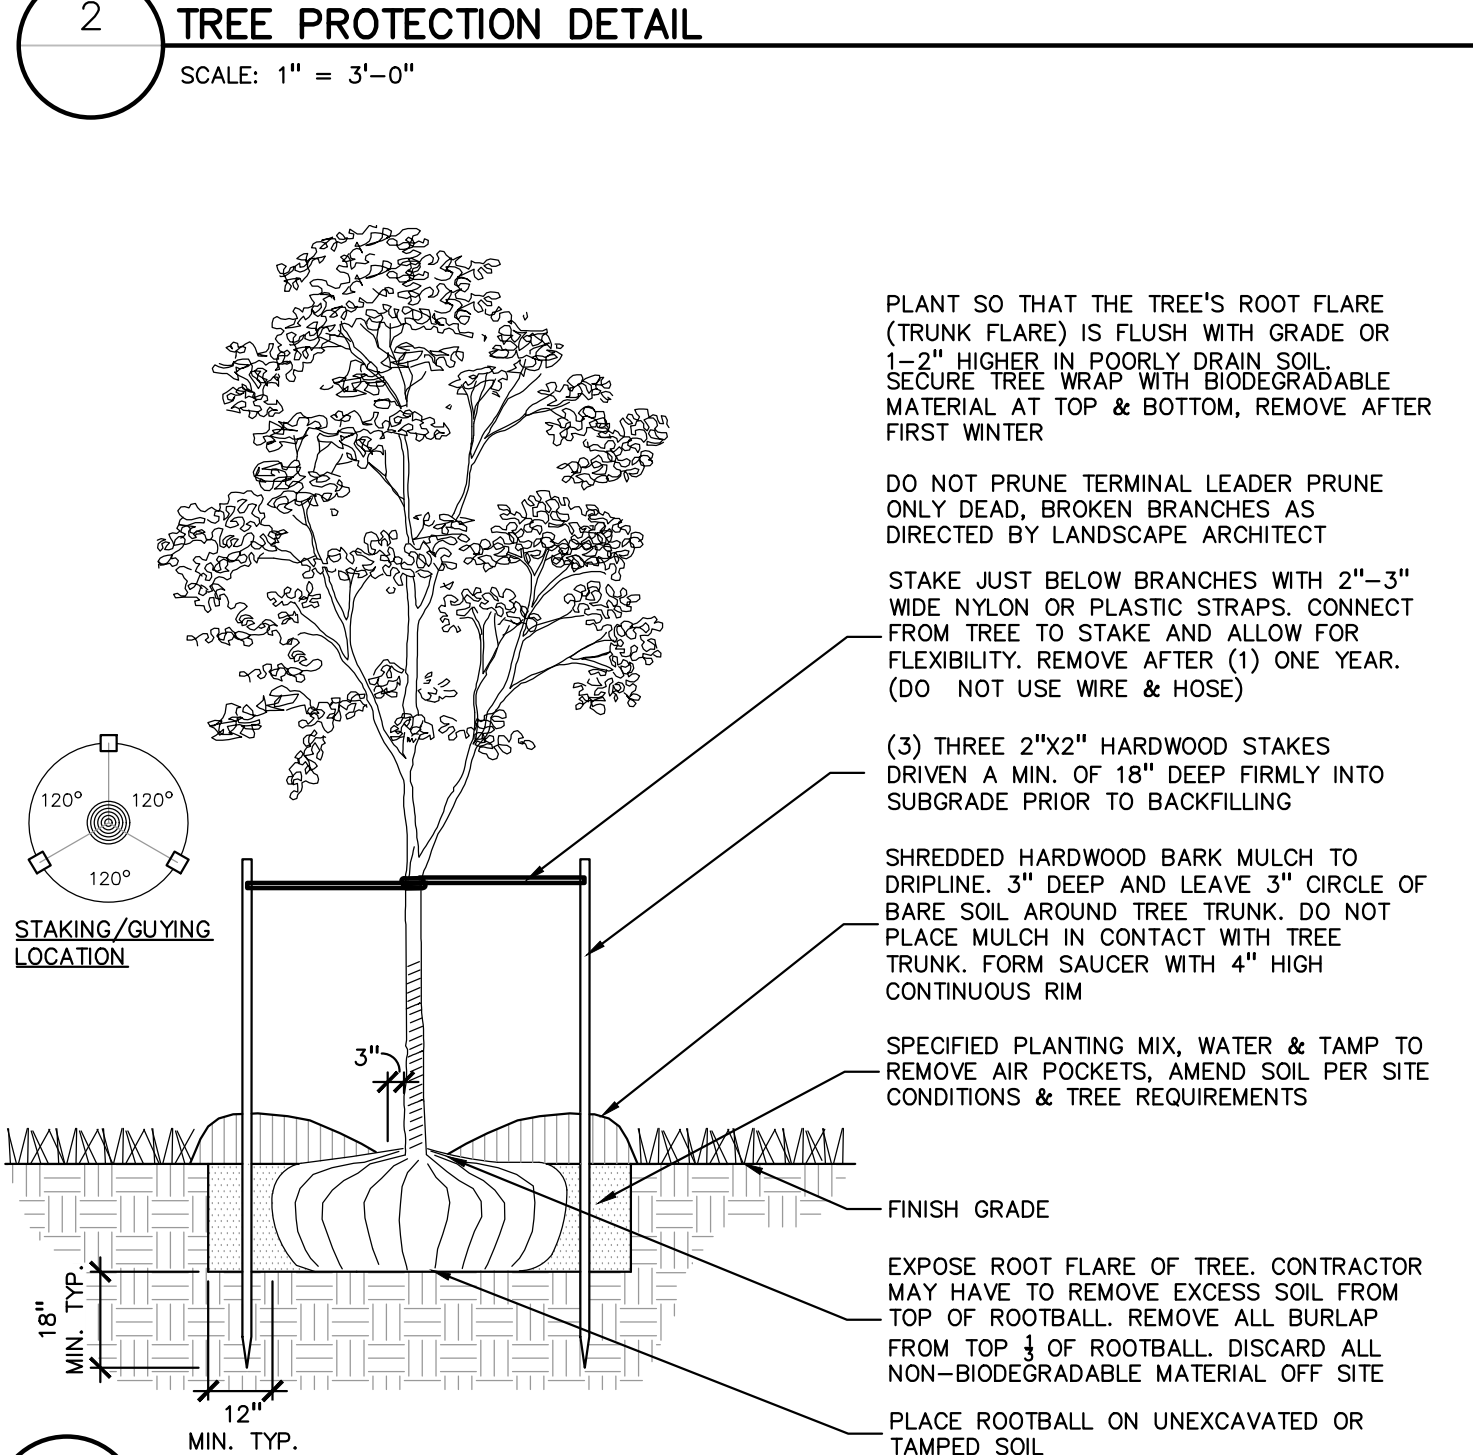 2
TREE PROTECTION DETAIL
SCALE: 1" = 3'-0"
PLANT SO THAT THE TREE'S ROOT FLARE
(TRUNK FLARE) IS FLUSH WITH GRADE OR
1-2" HIGHER IN POORLY DRAIN SOIL.
SECURE TREE WRAP WITH BIODEGRADABLE
MATERIAL AT TOP & BOTTOM, REMOVE AFTER
FIRST WINTER
DO NOT PRUNE TERMINAL LEADER PRUNE
ONLY DEAD, BROKEN BRANCHES AS
DIRECTED BY LANDSCAPE ARCHITECT
STAKE JUST BELOW BRANCHES WITH 2"-3"
WIDE NYLON OR PLASTIC STRAPS. CONNECT
FROM TREE TO STAKE AND ALLOW FOR
FLEXIBILITY. REMOVE AFTER (1) ONE YEAR.
(DO NOT USE WIRE & HOSE)
(3) THREE 2"X2" HARDWOOD STAKES
DRIVEN A MIN. OF 18" DEEP FIRMLY INTO
SUBGRADE PRIOR TO BACKFILLING
SHREDDED HARDWOOD BARK MULCH TO
DRIPLINE. 3" DEEP AND LEAVE 3" CIRCLE OF
BARE SOIL AROUND TREE TRUNK. DO NOT
PLACE MULCH IN CONTACT WITH TREE
TRUNK. FORM SAUCER WITH 4" HIGH
CONTINUOUS RIM
SPECIFIED PLANTING MIX, WATER & TAMP TO
REMOVE AIR POCKETS, AMEND SOIL PER SITE
CONDITIONS & TREE REQUIREMENTS
FINISH GRADE
EXPOSE ROOT FLARE OF TREE. CONTRACTOR
MAY HAVE TO REMOVE EXCESS SOIL FROM
TOP OF ROOTBALL. REMOVE ALL BURLAP
FROM TOP 1/3 OF ROOTBALL. DISCARD ALL
NON-BIODEGRADABLE MATERIAL OFF SITE
PLACE ROOTBALL ON UNEXCAVATED OR
TAMPED SOIL
120°
120°
120°
STAKING/GUYING
LOCATION
3"
18"
MIN. TYP.
12"
MIN. TYP.